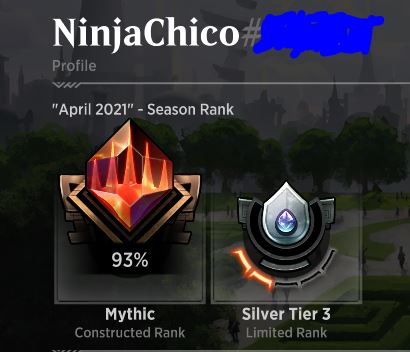 NinjaChico#
Profile
"April 2021" - Season Rank
93%
Mythic
Constructed Rank
Silver Tier 3
Limited Rank